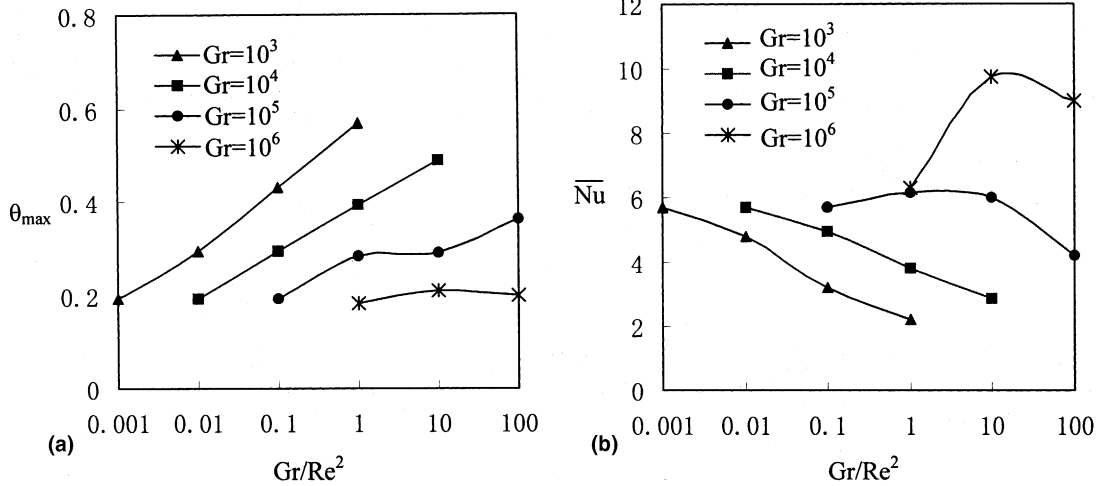 0.8
0.6
0.4
0.2
0
θmax
Gr=10³
Gr=10⁴
Gr=10⁵
Gr=10⁶
0.001 0.01 0.1 1 10 100
(a)
Gr/Re²
12
10
8
6
4
2
0
Nu
Gr=10³
Gr=10⁴
Gr=10⁵
Gr=10⁶
0.001 0.01 0.1 1 10 100
(b)
Gr/Re²